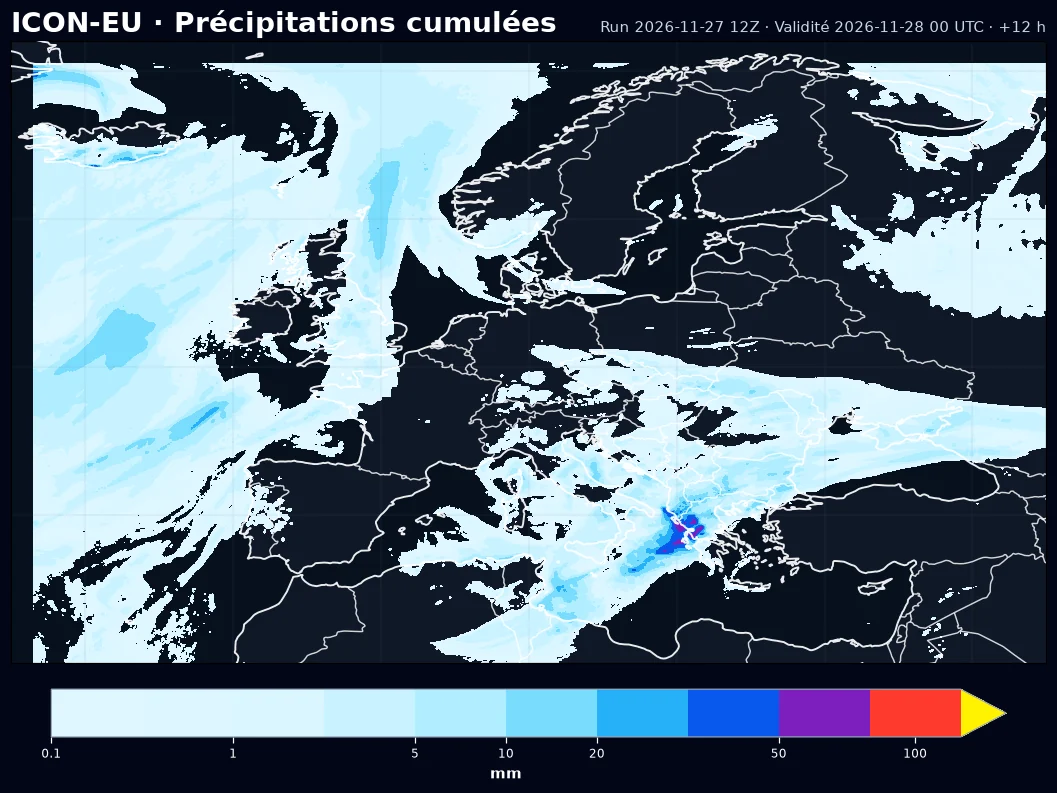 ICON-EU · Précipitations cumulées
Run 2026-11-27 12Z · Validité 2026-11-28 00 UTC · +12 h
0.1 1 5 10 20 50 100
mm